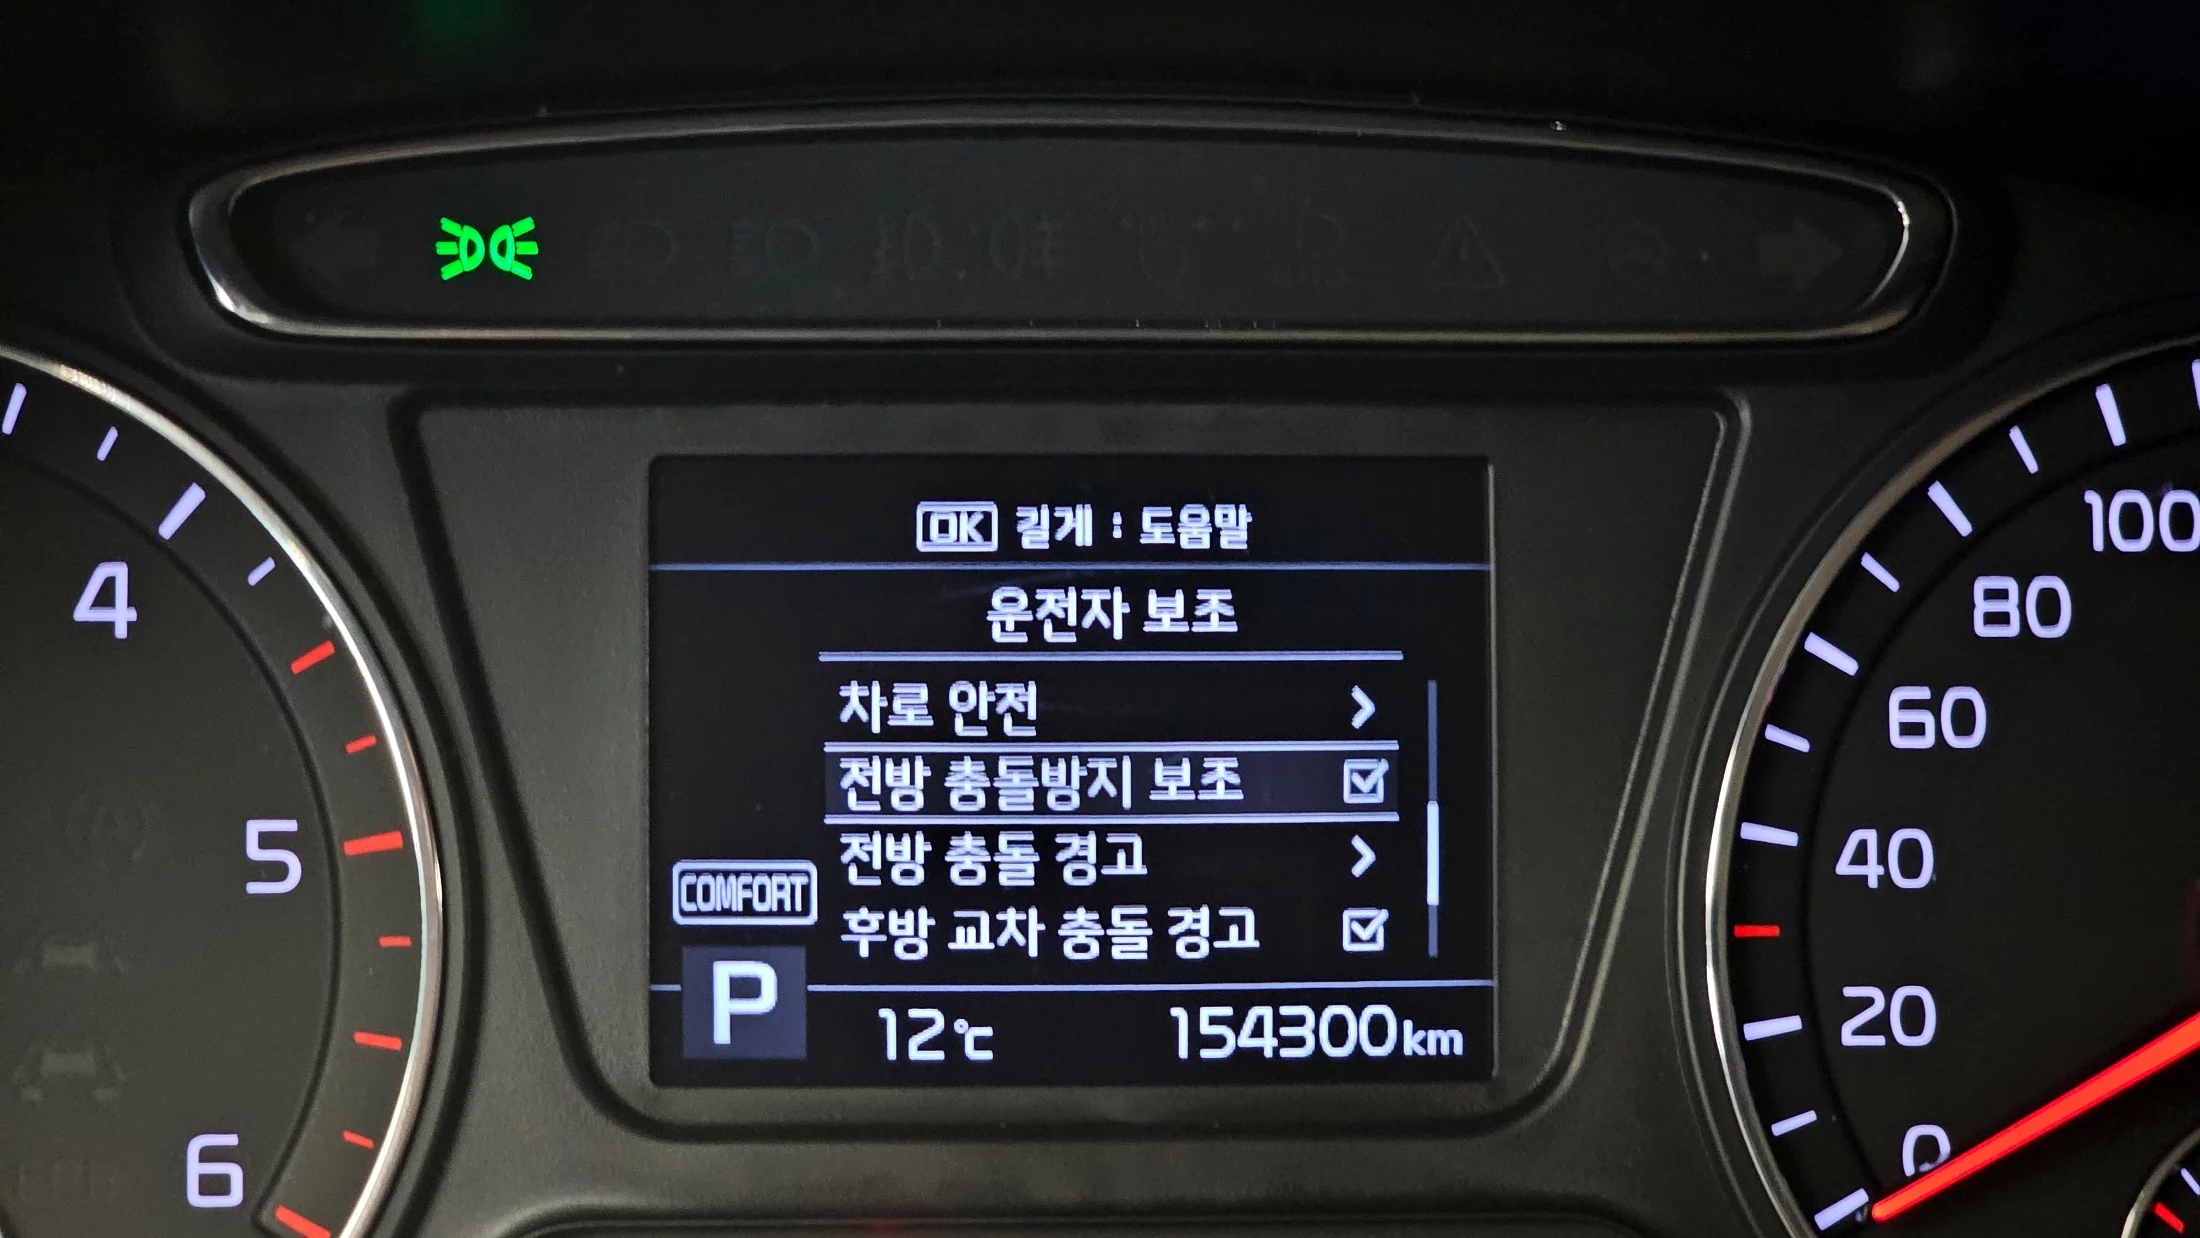 OK 길게 : 도움말
운전자 보조
차로 안전
전방 충돌방지 보조
전방 충돌 경고
후방 교차 충돌 경고
COMFORT
P
12℃ 154300km
4
5
6
100
80
60
40
20
0